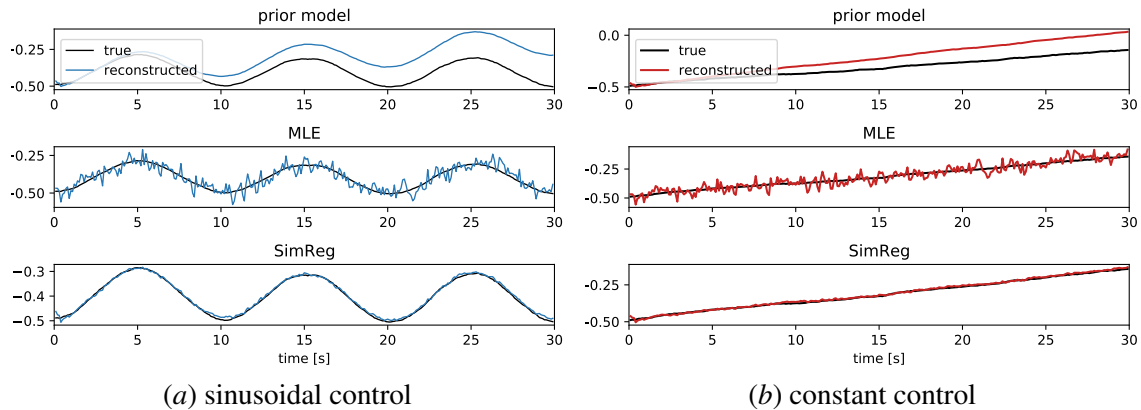 prior model
true
reconstructed
-0.25
-0.50
0 5 10 15 20 25 30
MLE
-0.25
-0.50
0 5 10 15 20 25 30
SimReg
−0.3
−0.4
−0.5
0 5 10 15 20 25 30
time [s]
(a) sinusoidal control
prior model
true
reconstructed
0.0
−0.5
0 5 10 15 20 25 30
MLE
-0.25
-0.50
0 5 10 15 20 25 30
SimReg
-0.25
-0.50
0 5 10 15 20 25 30
time [s]
(b) constant control